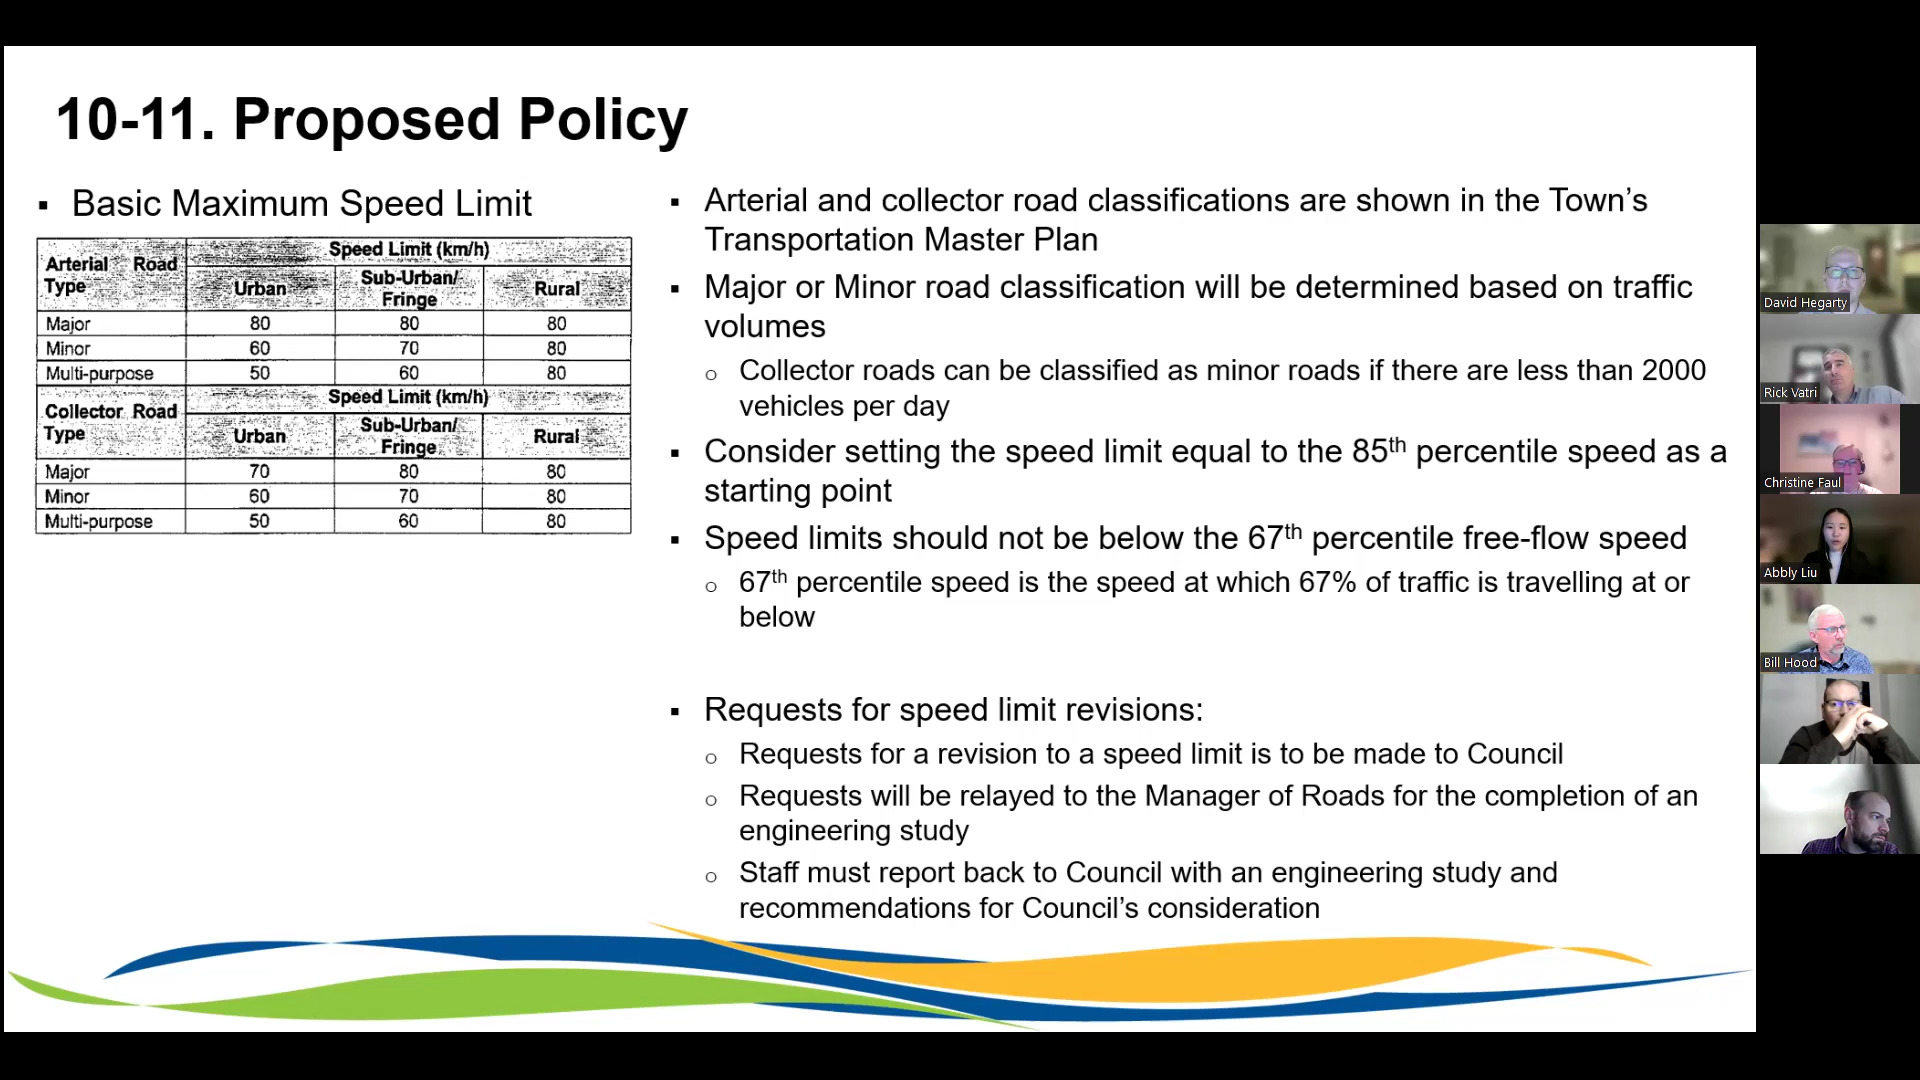 10-11. Proposed Policy
▪ Basic Maximum Speed Limit
Arterial Road Type Speed Limit (km/h)
Urban Sub-Urban/ Fringe Rural
Major 80 80 80
Minor 60 70 80
Multi-purpose 50 60 80
Collector Road Type Speed Limit (km/h)
Urban Sub-Urban/ Fringe Rural
Major 70 80 80
Minor 60 70 80
Multi-purpose 50 60 80
▪ Arterial and collector road classifications are shown in the Town’s
Transportation Master Plan
▪ Major or Minor road classification will be determined based on traffic
volumes
o Collector roads can be classified as minor roads if there are less than 2000
vehicles per day
▪ Consider setting the speed limit equal to the 85th percentile speed as a
starting point
▪ Speed limits should not be below the 67th percentile free-flow speed
o 67th percentile speed is the speed at which 67% of traffic is travelling at or
below
▪ Requests for speed limit revisions:
o Requests for a revision to a speed limit is to be made to Council
o Requests will be relayed to the Manager of Roads for the completion of an
engineering study
o Staff must report back to Council with an engineering study and
recommendations for Council’s consideration
David Hegarty
Rick Vatri
Christine Faul
Abbly Liu
Bill Hood